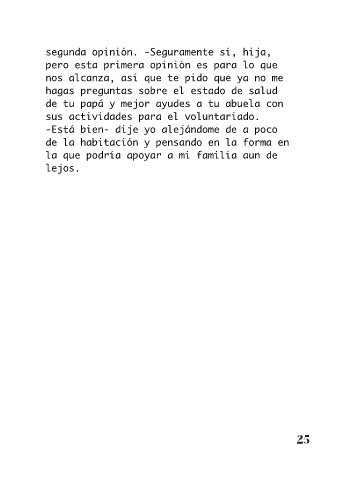 segunda opinión. -Seguramente sí, hija,
pero esta primera opinión es para lo que
nos alcanza, así que te pido que ya no me
hagas preguntas sobre el estado de salud
de tu papá y mejor ayudes a tu abuela con
sus actividades para el voluntariado.
-Está bien- dije yo alejándome de a poco
de la habitación y pensando en la forma en
la que podría apoyar a mi familia aun de
lejos.
25